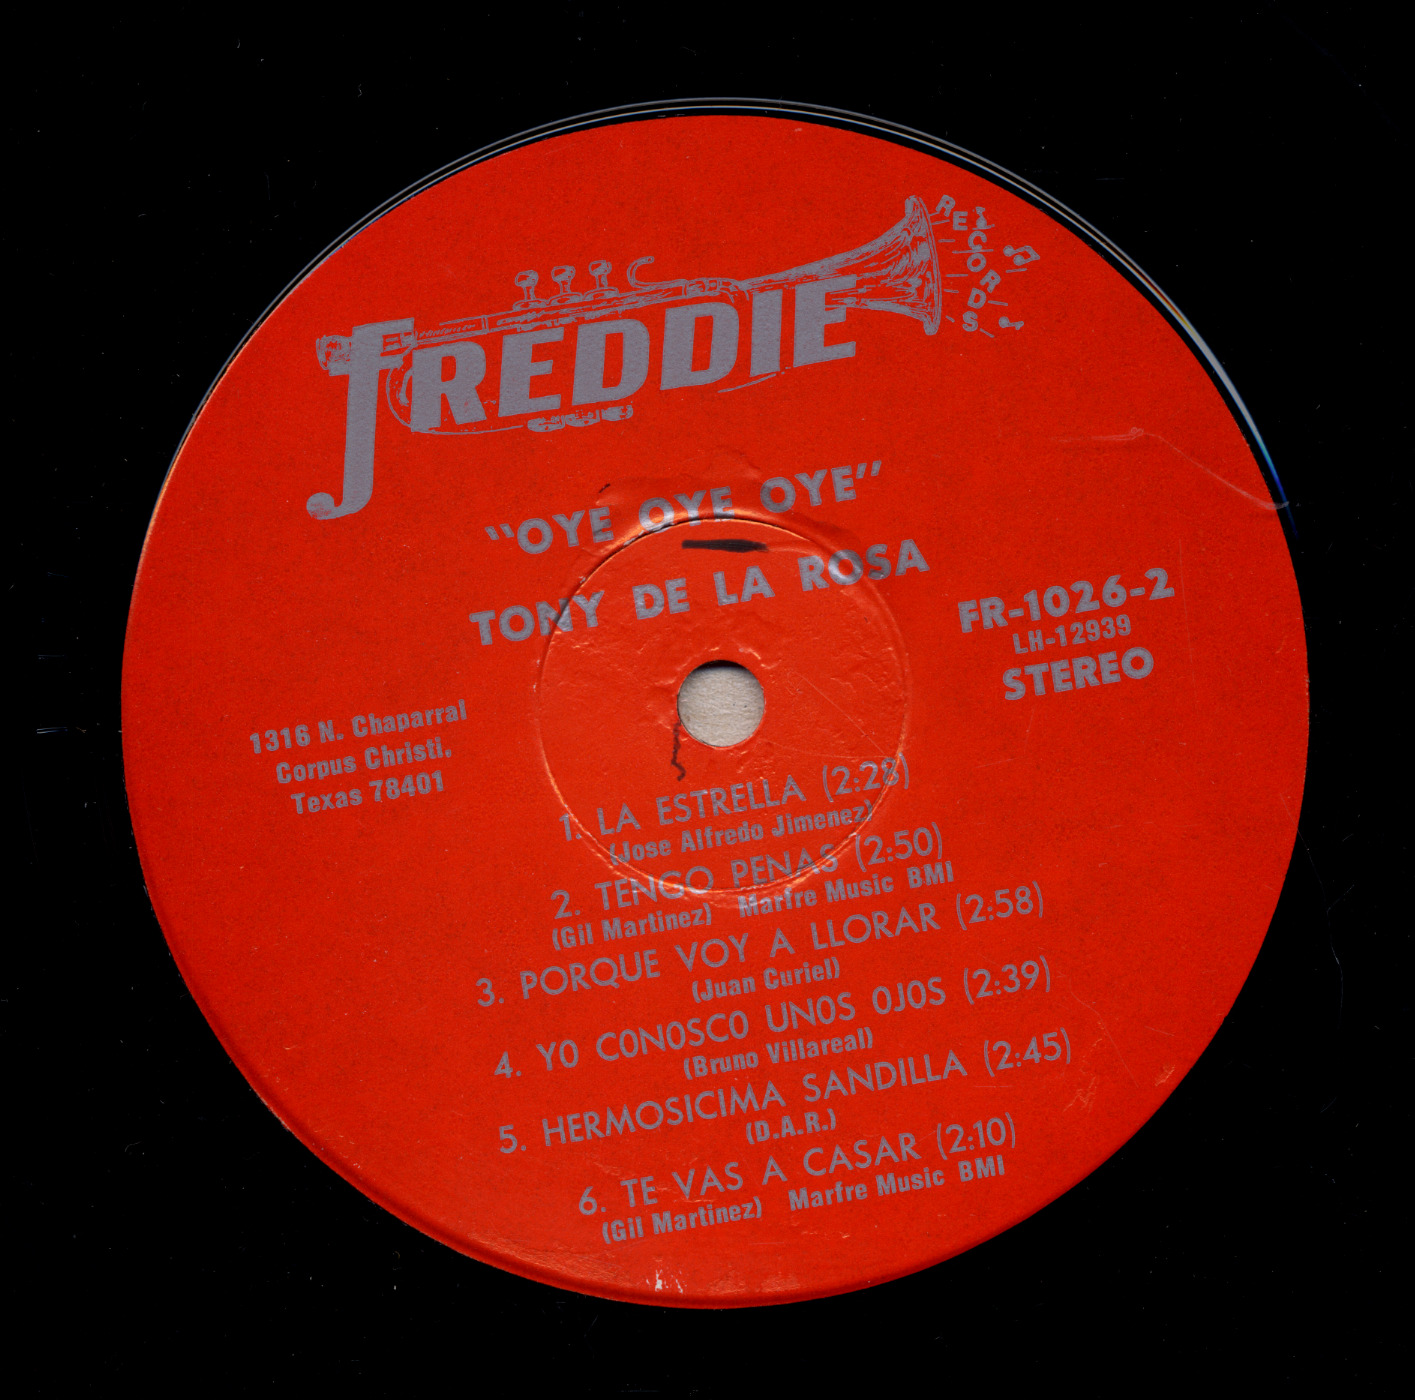 FREDDIE
RECORDS
"OYE OYE OYE"
TONY DE LA ROSA
FR-1026-2
LH-12939
STEREO
1316 N. Chaparral
Corpus Christi.
Texas 78401
1. LA ESTRELLA (2:28)
(Jose Alfredo Jimenez)
2. TENGO PENAS (2:50)
(Gil Martinez) Marfre Music BMI
3. PORQUE VOY A LLORAR (2:58)
(Juan Curiel)
4. YO CONOSCO UNOS OJOS (2:39)
(Bruno Villareal)
5. HERMOSICIMA SANDILLA (2:45)
(D.A.R.)
6. TE VAS A CASAR (2:10)
(Gil Martinez) Marfre Music BMI